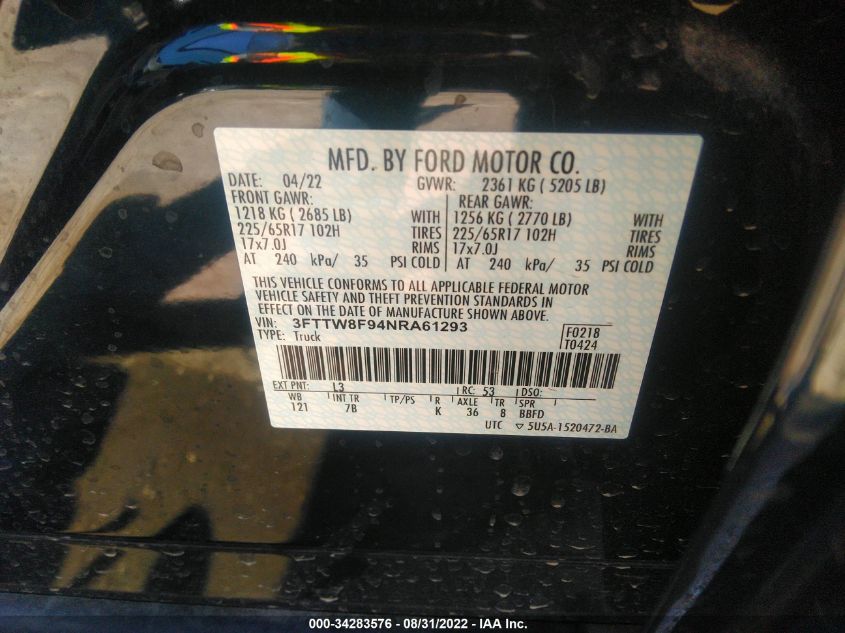 MFD. BY FORD MOTOR CO.
DATE: 04/22 GVWR: 2361 KG ( 5205 LB)
FRONT GAWR: REAR GAWR:
1218 KG ( 2685 LB) WITH 1256 KG ( 2770 LB) WITH
225/65R17 102H TIRES 225/65R17 102H TIRES
17x7.0J RIMS 17x7.0J RIMS
AT 240 kPa/ 35 PSI COLD AT 240 kPa/ 35 PSI COLD
THIS VEHICLE CONFORMS TO ALL APPLICABLE FEDERAL MOTOR
VEHICLE SAFETY AND THEFT PREVENTION STANDARDS IN
EFFECT ON THE DATE OF MANUFACTURE SHOWN ABOVE.
VIN: 3FTTW8F94NRA61293 F0218
TYPE: Truck T0424
EXT PNT: L3 RC: 53 DSO:
WB INT TR TP/PS R AXLE TR SPR
121 7B K 36 8 BBFD
UTC ▽ 5U5A-1520472-BA
000-34283576 - 08/31/2022 - IAA Inc.